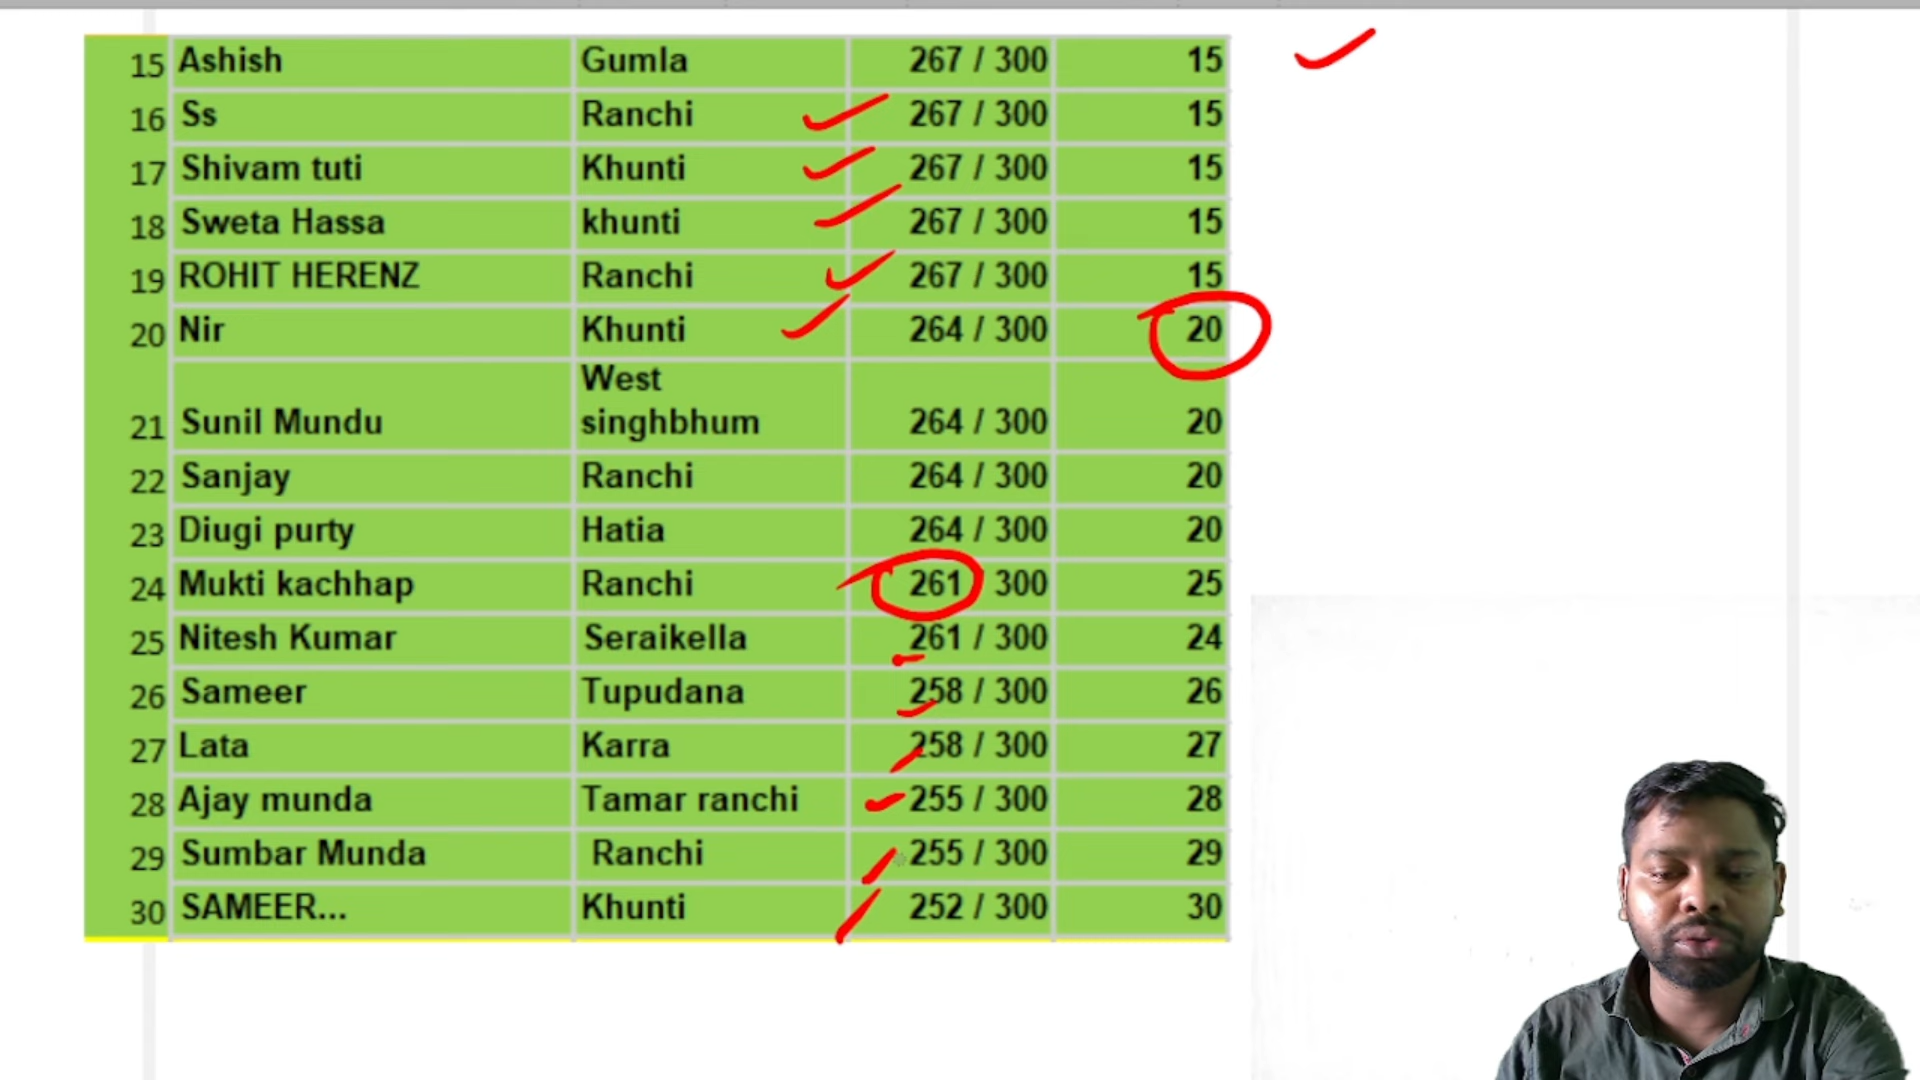 15 Ashish Gumla 267 / 300 15
16 Ss Ranchi 267 / 300 15
17 Shivam tuti Khunti 267 / 300 15
18 Sweta Hassa khunti 267 / 300 15
19 ROHIT HERENZ Ranchi 267 / 300 15
20 Nir Khunti 264 / 300 20
West
21 Sunil Mundu singhbhum 264 / 300 20
22 Sanjay Ranchi 264 / 300 20
23 Diugi purty Hatia 264 / 300 20
24 Mukti kachhap Ranchi 261 / 300 25
25 Nitesh Kumar Seraikella 261 / 300 24
26 Sameer Tupudana 258 / 300 26
27 Lata Karra 258 / 300 27
28 Ajay munda Tamar ranchi 255 / 300 28
29 Sumbar Munda Ranchi 255 / 300 29
30 SAMEER... Khunti 252 / 300 30